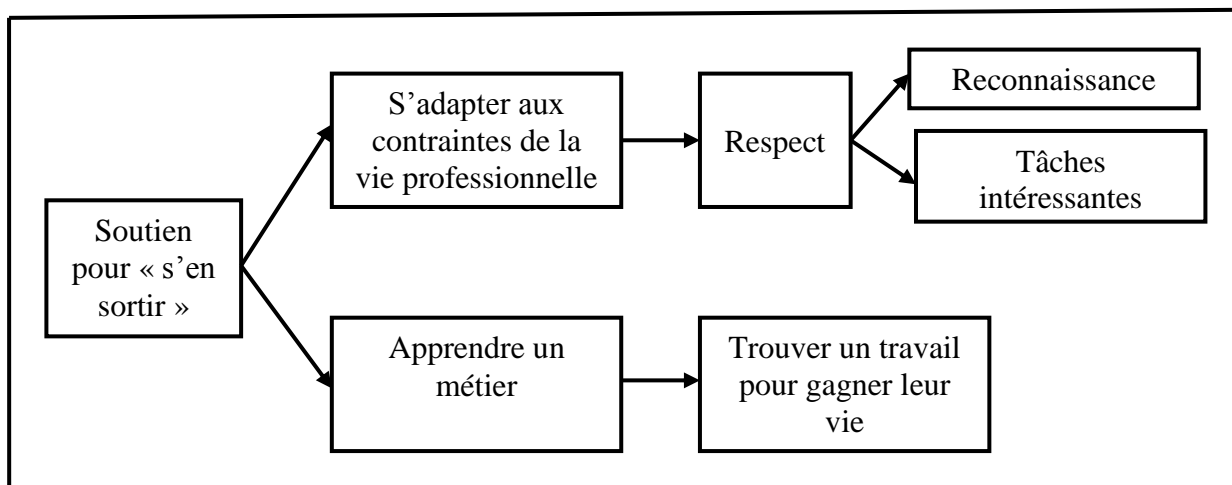 Soutien
pour « s’en
sortir »
S’adapter aux
contraintes de la
vie professionnelle
Respect
Reconnaissance
Tâches
intéressantes
Apprendre un
métier
Trouver un travail
pour gagner leur
vie